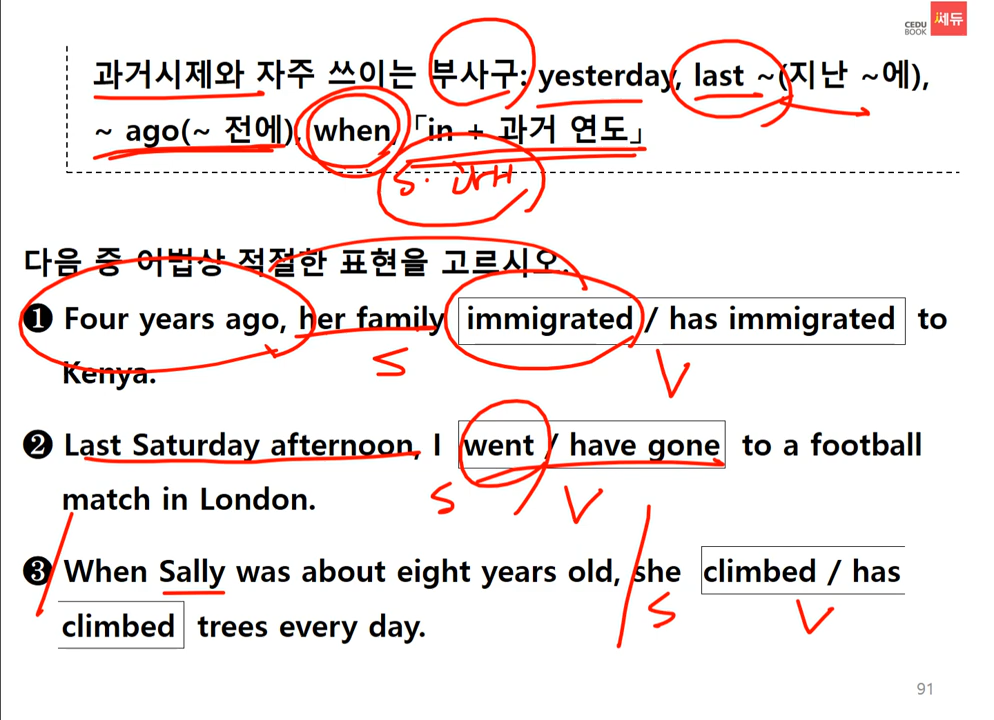 CEDU
BOOK
쎄듀
과거시제와 자주 쓰이는 부사구: yesterday, last ~(지난 ~에),
~ ago(~ 전에), when, 「in + 과거 연도」
다음 중 어법상 적절한 표현을 고르시오.
❶ Four years ago, her family immigrated / has immigrated to
S
V
Kenya.
❷ Last Saturday afternoon, I went / have gone to a football
S
V
match in London.
❸ When Sally was about eight years old, she climbed / has
S
V
climbed trees every day.
91